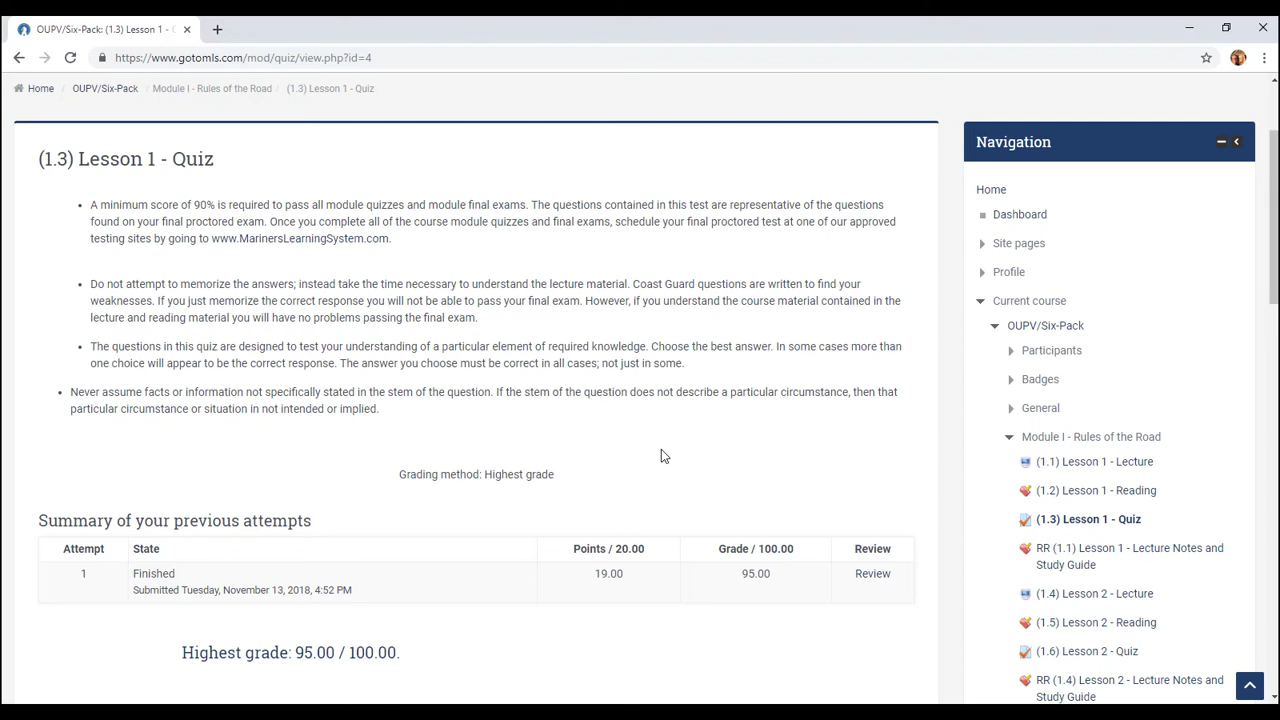 OUPV/Six-Pack: (1.3) Lesson 1 -
https://www.gotomls.com/mod/quiz/view.php?id=4
Home / OUPV/Six-Pack / Module I - Rules of the Road / (1.3) Lesson 1 - Quiz
(1.3) Lesson 1 - Quiz
A minimum score of 90% is required to pass all module quizzes and module final exams. The questions contained in this test are representative of the questions
found on your final proctored exam. Once you complete all of the course module quizzes and final exams, schedule your final proctored test at one of our approved
testing sites by going to www.MarinersLearningSystem.com.
Do not attempt to memorize the answers; instead take the time necessary to understand the lecture material. Coast Guard questions are written to find your
weaknesses. If you just memorize the correct response you will not be able to pass your final exam. However, if you understand the course material contained in the
lecture and reading material you will have no problems passing the final exam.
The questions in this quiz are designed to test your understanding of a particular element of required knowledge. Choose the best answer. In some cases more than
one choice will appear to be the correct response. The answer you choose must be correct in all cases; not just in some.
Never assume facts or information not specifically stated in the stem of the question. If the stem of the question does not describe a particular circumstance, then that
particular circumstance or situation in not intended or implied.
Grading method: Highest grade
Summary of your previous attempts
Attempt State Points / 20.00 Grade / 100.00 Review
1 Finished 19.00 95.00 Review
Submitted Tuesday, November 13, 2018, 4:52 PM
Highest grade: 95.00 / 100.00.
Navigation
Home
Dashboard
Site pages
Profile
Current course
OUPV/Six-Pack
Participants
Badges
General
Module I - Rules of the Road
(1.1) Lesson 1 - Lecture
(1.2) Lesson 1 - Reading
(1.3) Lesson 1 - Quiz
RR (1.1) Lesson 1 - Lecture Notes and
Study Guide
(1.4) Lesson 2 - Lecture
(1.5) Lesson 2 - Reading
(1.6) Lesson 2 - Quiz
RR (1.4) Lesson 2 - Lecture Notes and
Study Guide